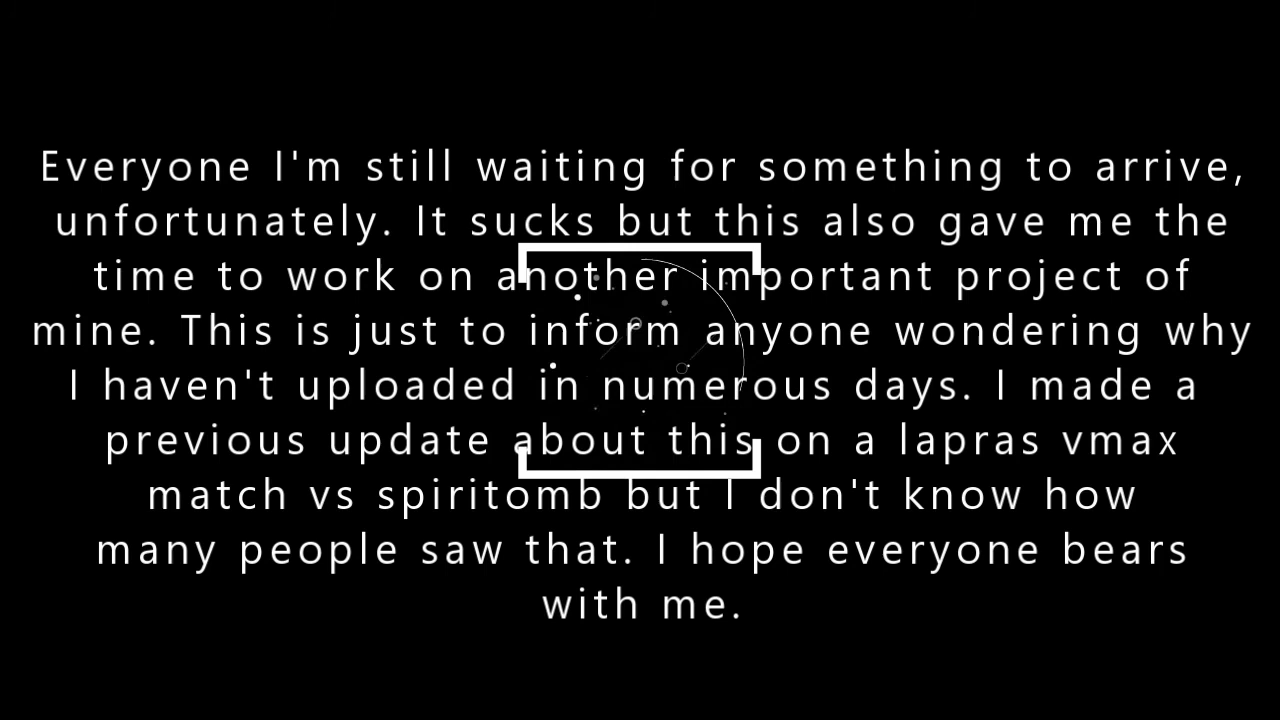 Everyone I'm still waiting for something to arrive,
unfortunately. It sucks but this also gave me the
time to work on another important project of
mine. This is just to inform anyone wondering why
I haven't uploaded in numerous days. I made a
previous update about this on a lapras vmax
match vs spiritomb but I don't know how
many people saw that. I hope everyone bears
with me.